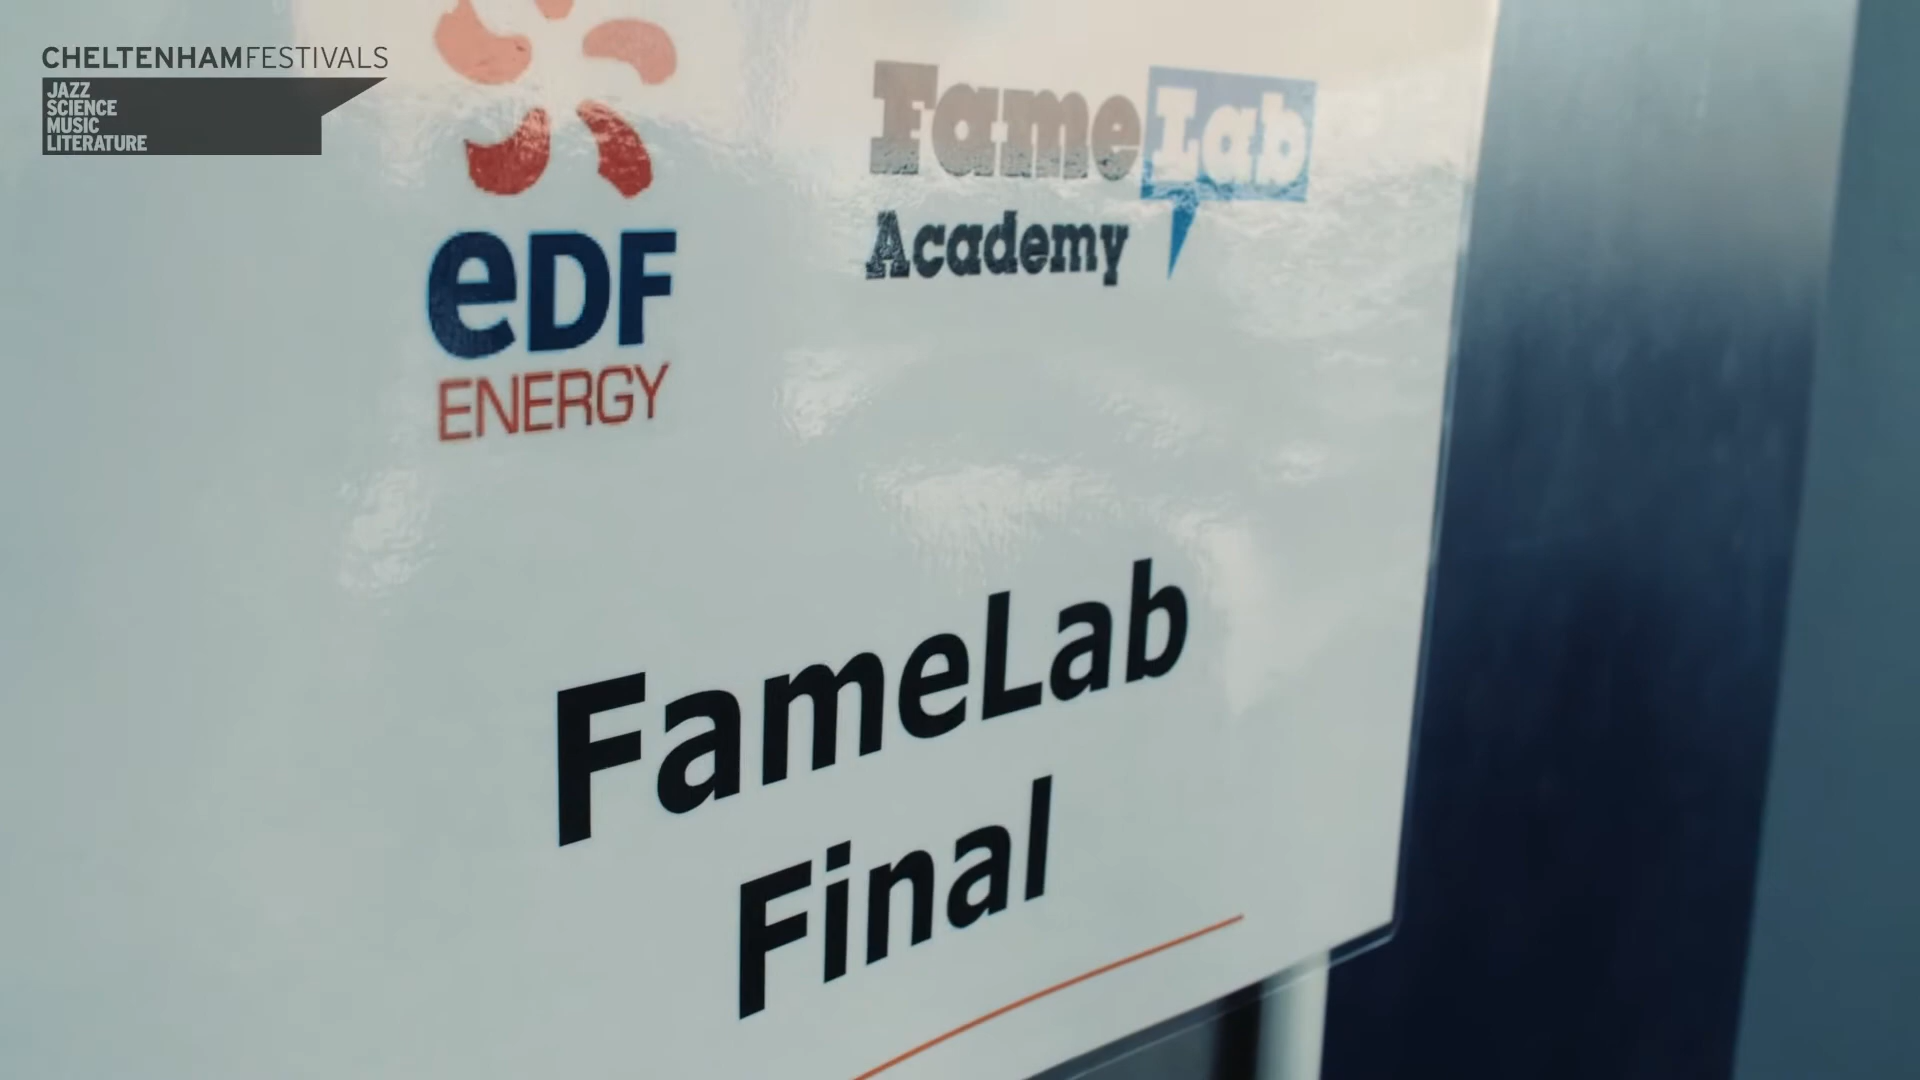 CHELTENHAMFESTIVALS
JAZZ
SCIENCE
MUSIC
LITERATURE
eDF
ENERGY
FameLab
Academy
FameLab
Final